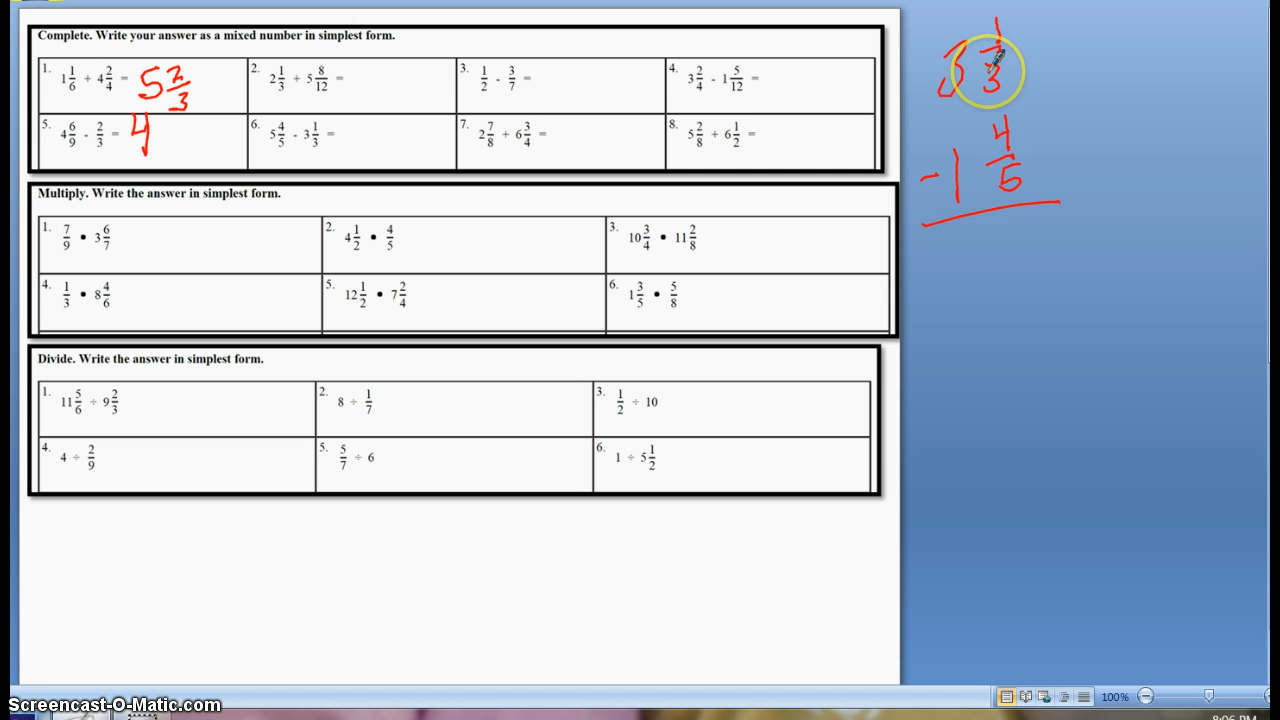 Complete. Write your answer as a mixed number in simplest form.
1. 1 1/6 + 4 2/4 = 5 2/3
2. 2 1/3 + 5 8/12 =
3. 1/2 - 3/7 =
4. 3 2/4 - 1 5/12 =
5. 4 6/9 - 2/3 = 4
6. 5 4/5 - 3 1/3 =
7. 2 7/8 + 6 3/4 =
8. 5 2/8 + 6 1/2 =
Multiply. Write the answer in simplest form.
1. 7/9 • 3 6/7
2. 4 1/2 • 4/5
3. 10 3/4 • 11 2/8
4. 1/3 • 8 4/6
5. 12 1/2 • 7 2/4
6. 1 3/5 • 5/8
Divide. Write the answer in simplest form.
1. 11 5/6 ÷ 9 2/3
2. 8 ÷ 1/7
3. 1/2 ÷ 10
4. 4 ÷ 2/9
5. 5/7 ÷ 6
6. 1 ÷ 5 1/2
3 1/3
- 1 4/5
100%
Screencast-O-Matic.com
8:06 PM